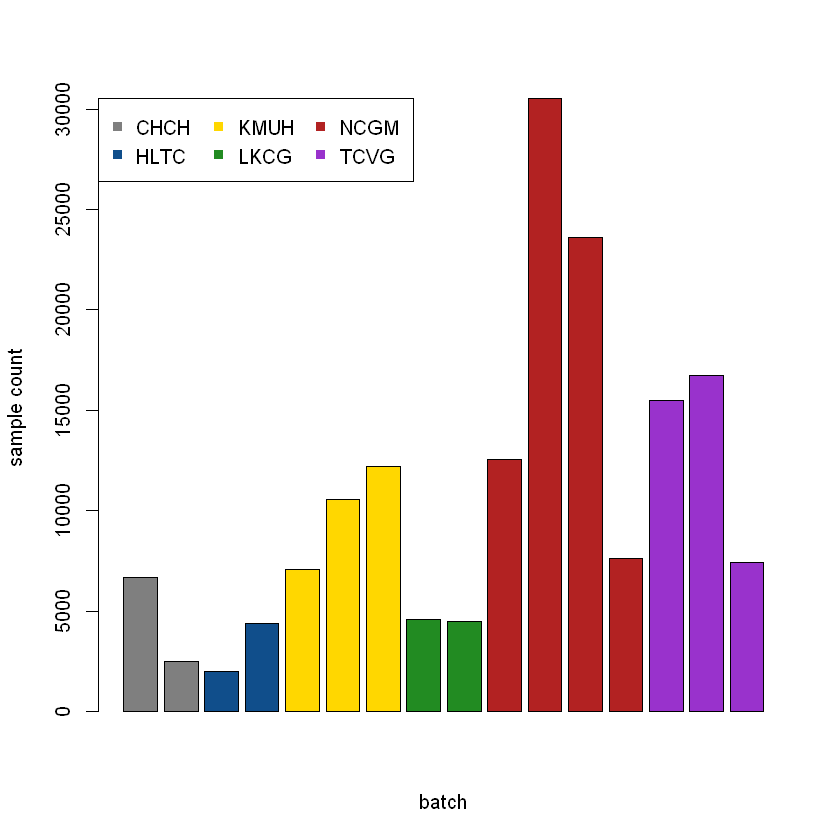 CHCH KMUH NCGM
HLTC LKCG TCVG
30000
25000
20000
15000
10000
5000
0
sample count
batch